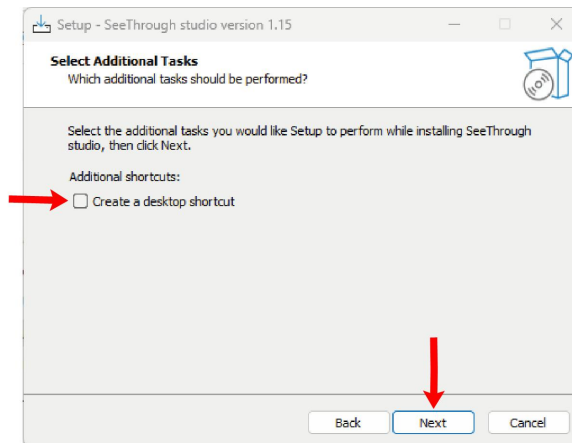 Setup - SeeThrough studio version 1.15
Select Additional Tasks
Which additional tasks should be performed?
Select the additional tasks you would like Setup to perform while installing SeeThrough
studio, then click Next.
Additional shortcuts:
Create a desktop shortcut
Back
Next
Cancel